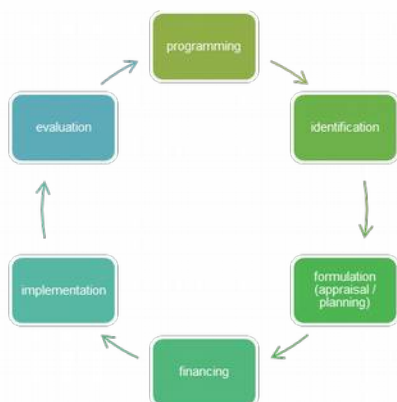 programming
identification
formulation
(appraisal /
planning)
financing
implementation
evaluation